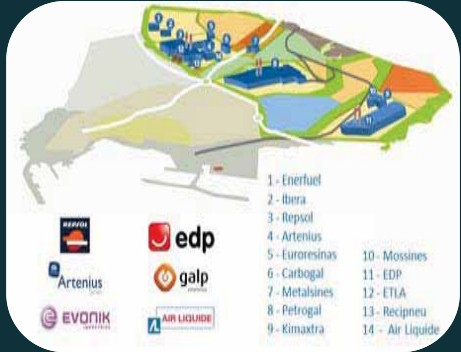 1 - Enerfuel
2 - Ibera
3 - Repsol
4 - Artenius
5 - Euroresinas
6 - Carbogal
7 - Metalsines
8 - Petrogal
9 - Kimaxtra
10 - Mossines
11 - EDP
12 - ETLA
13 - Recipneu
14 - Air Liquide
REPSOL
edp
Artenius
galp
EVONIK
INDUSTRIES
AIR LIQUIDE